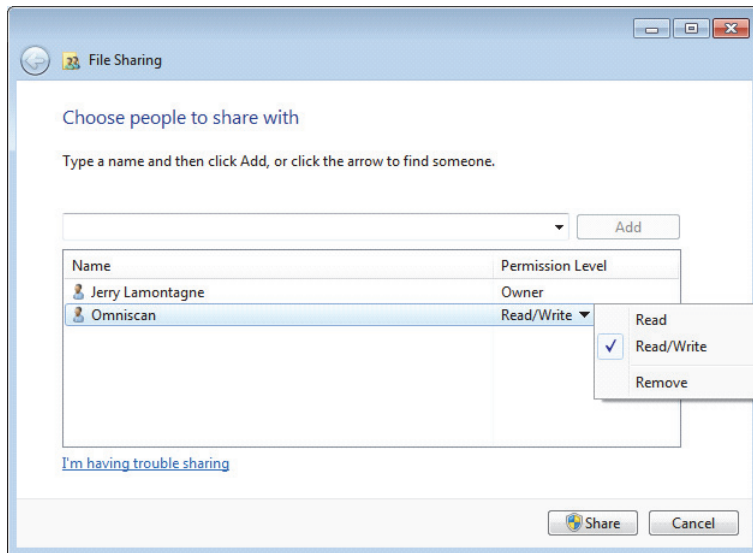 File Sharing
Choose people to share with
Type a name and then click Add, or click the arrow to find someone.
Add
Name Permission Level
Jerry Lamontagne Owner
Omniscan Read/Write
Read
Read/Write
Remove
I'm having trouble sharing
Share Cancel